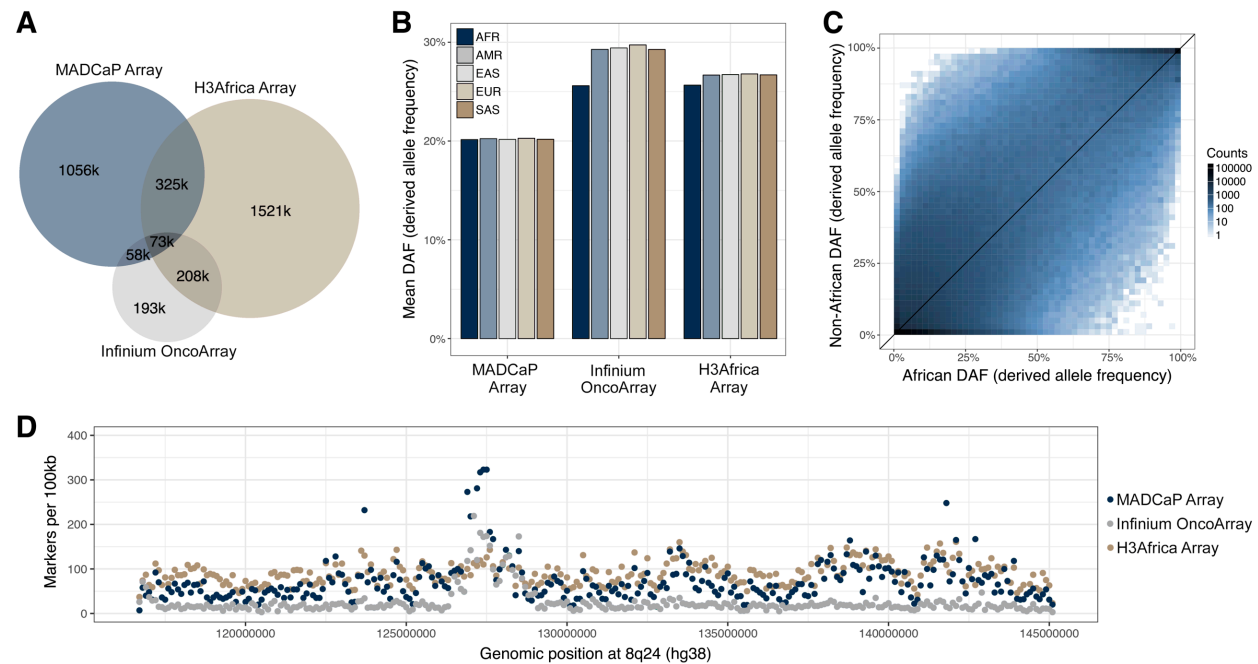 A
MADCaP Array
H3Africa Array
1056k
325k
1521k
73k
58k
208k
193k
Infinium OncoArray
B
Mean DAF (derived allele frequency)
30%
20%
10%
0%
AFR
AMR
EAS
EUR
SAS
MADCaP
Array
Infinium
OncoArray
H3Africa
Array
C
Non-African DAF (derived allele frequency)
100%
75%
50%
25%
0%
0%
25%
50%
75%
100%
African DAF (derived allele frequency)
Counts
100000
10000
1000
100
10
1
D
Markers per 100kb
400
300
200
100
0
120000000
125000000
130000000
135000000
140000000
145000000
Genomic position at 8q24 (hg38)
MADCaP Array
Infinium OncoArray
H3Africa Array